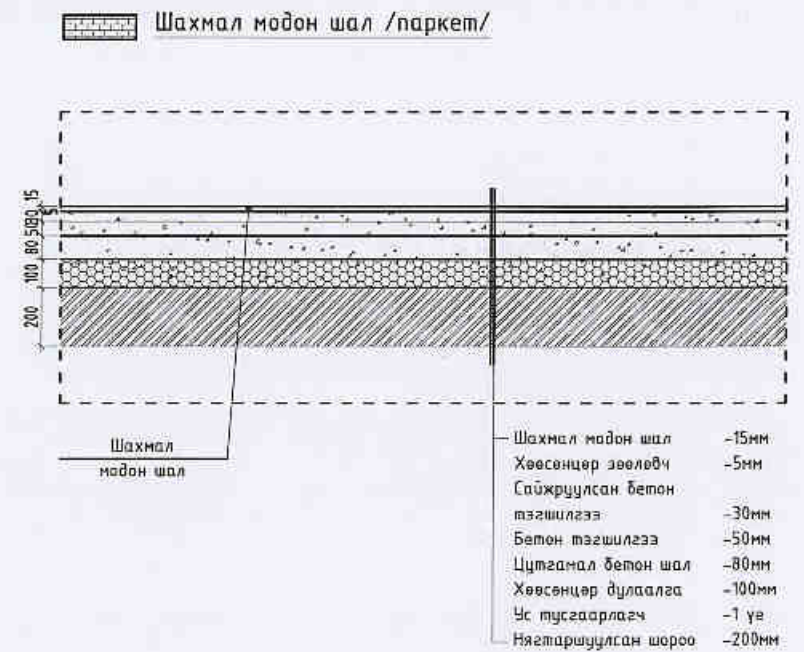 Шахмал модон шал /паркет/
15
5
30
50
80
100
200
Шахмал
модон шал
Шахмал модон шал -15мм
Хөөсөнцөр зөөлөвч -5мм
Сайжруулсан бетон
тэгшилгээ -30мм
Бетон тэгшилгээ -50мм
Цутгамал бетон шал -80мм
Хөөсөнцөр дулаалга -100мм
Ус тусгаарлагч -1 үе
Нягтаршуулсан шороо -200мм